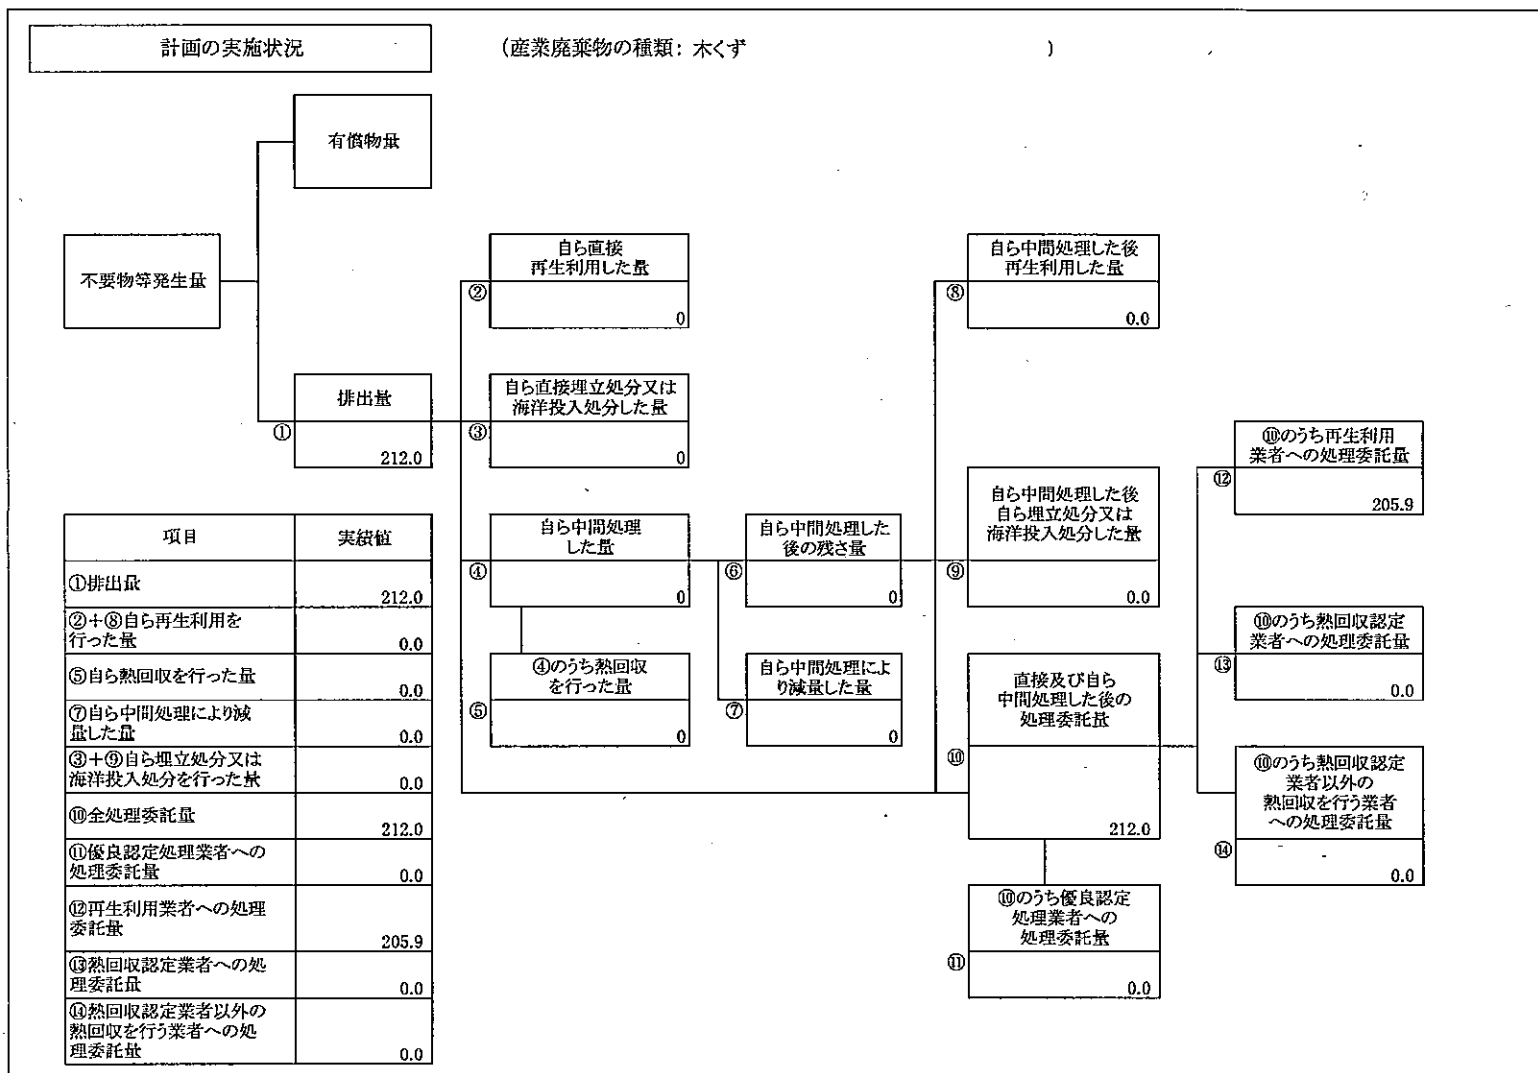 計画の実施状況
(産業廃棄物の種類: 木くず )
有償物量
不要物等発生量
自ら直接
再生利用した量
②
0
自ら中間処理した後
再生利用した量
⑧
0.0
排出量
①
212.0
自ら直接埋立処分又は
海洋投入処分した量
③
0
⑩のうち再生利用
業者への処理委託量
⑫
205.9
自ら中間処理
した量
④
0
自ら中間処理した
後の残さ量
⑥
0
自ら中間処理した後
自ら埋立処分又は
海洋投入処分した量
⑨
0.0
⑩のうち熱回収認定
業者への処理委託量
⑬
0.0
④のうち熱回収
を行った量
⑤
0
自ら中間処理によ
り減量した量
⑦
0
直接及び自ら
中間処理した後の
処理委託量
⑩
212.0
⑩のうち熱回収認定
業者以外の
熱回収を行う業者
への処理委託量
⑭
0.0
⑩のうち優良認定
処理業者への
処理委託量
⑪
0.0
項目 実績値
①排出量
212.0
②+⑧自ら再生利用を
行った量
0.0
⑤自ら熱回収を行った量
0.0
⑦自ら中間処理により減
量した量
0.0
③+⑨自ら埋立処分又は
海洋投入処分を行った量
0.0
⑩全処理委託量
212.0
⑪優良認定処理業者への
処理委託量
0.0
⑫再生利用業者への処理
委託量
205.9
⑬熱回収認定業者への処
理委託量
0.0
⑭熱回収認定業者以外の
熱回収を行う業者への処
理委託量
0.0